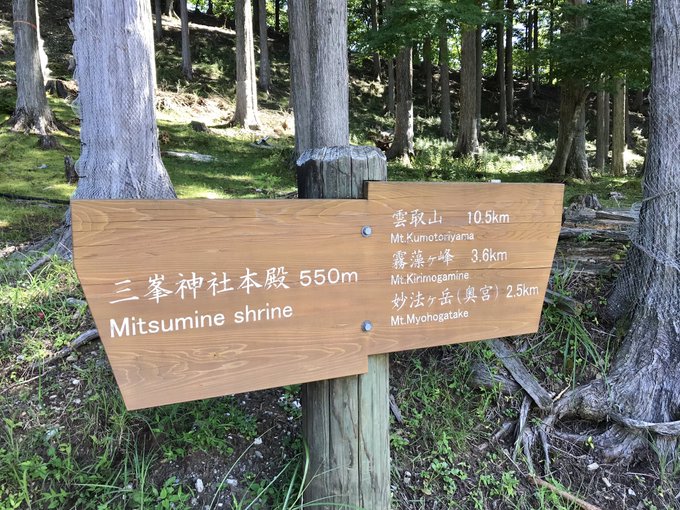 三峯神社本殿 550m
Mitsumine shrine
雲取山 10.5km
Mt.Kumotoriyama
霧藻ヶ峰 3.6km
Mt.Kirimogamine
妙法ヶ岳(奥宮) 2.5km
Mt.Myohogatake